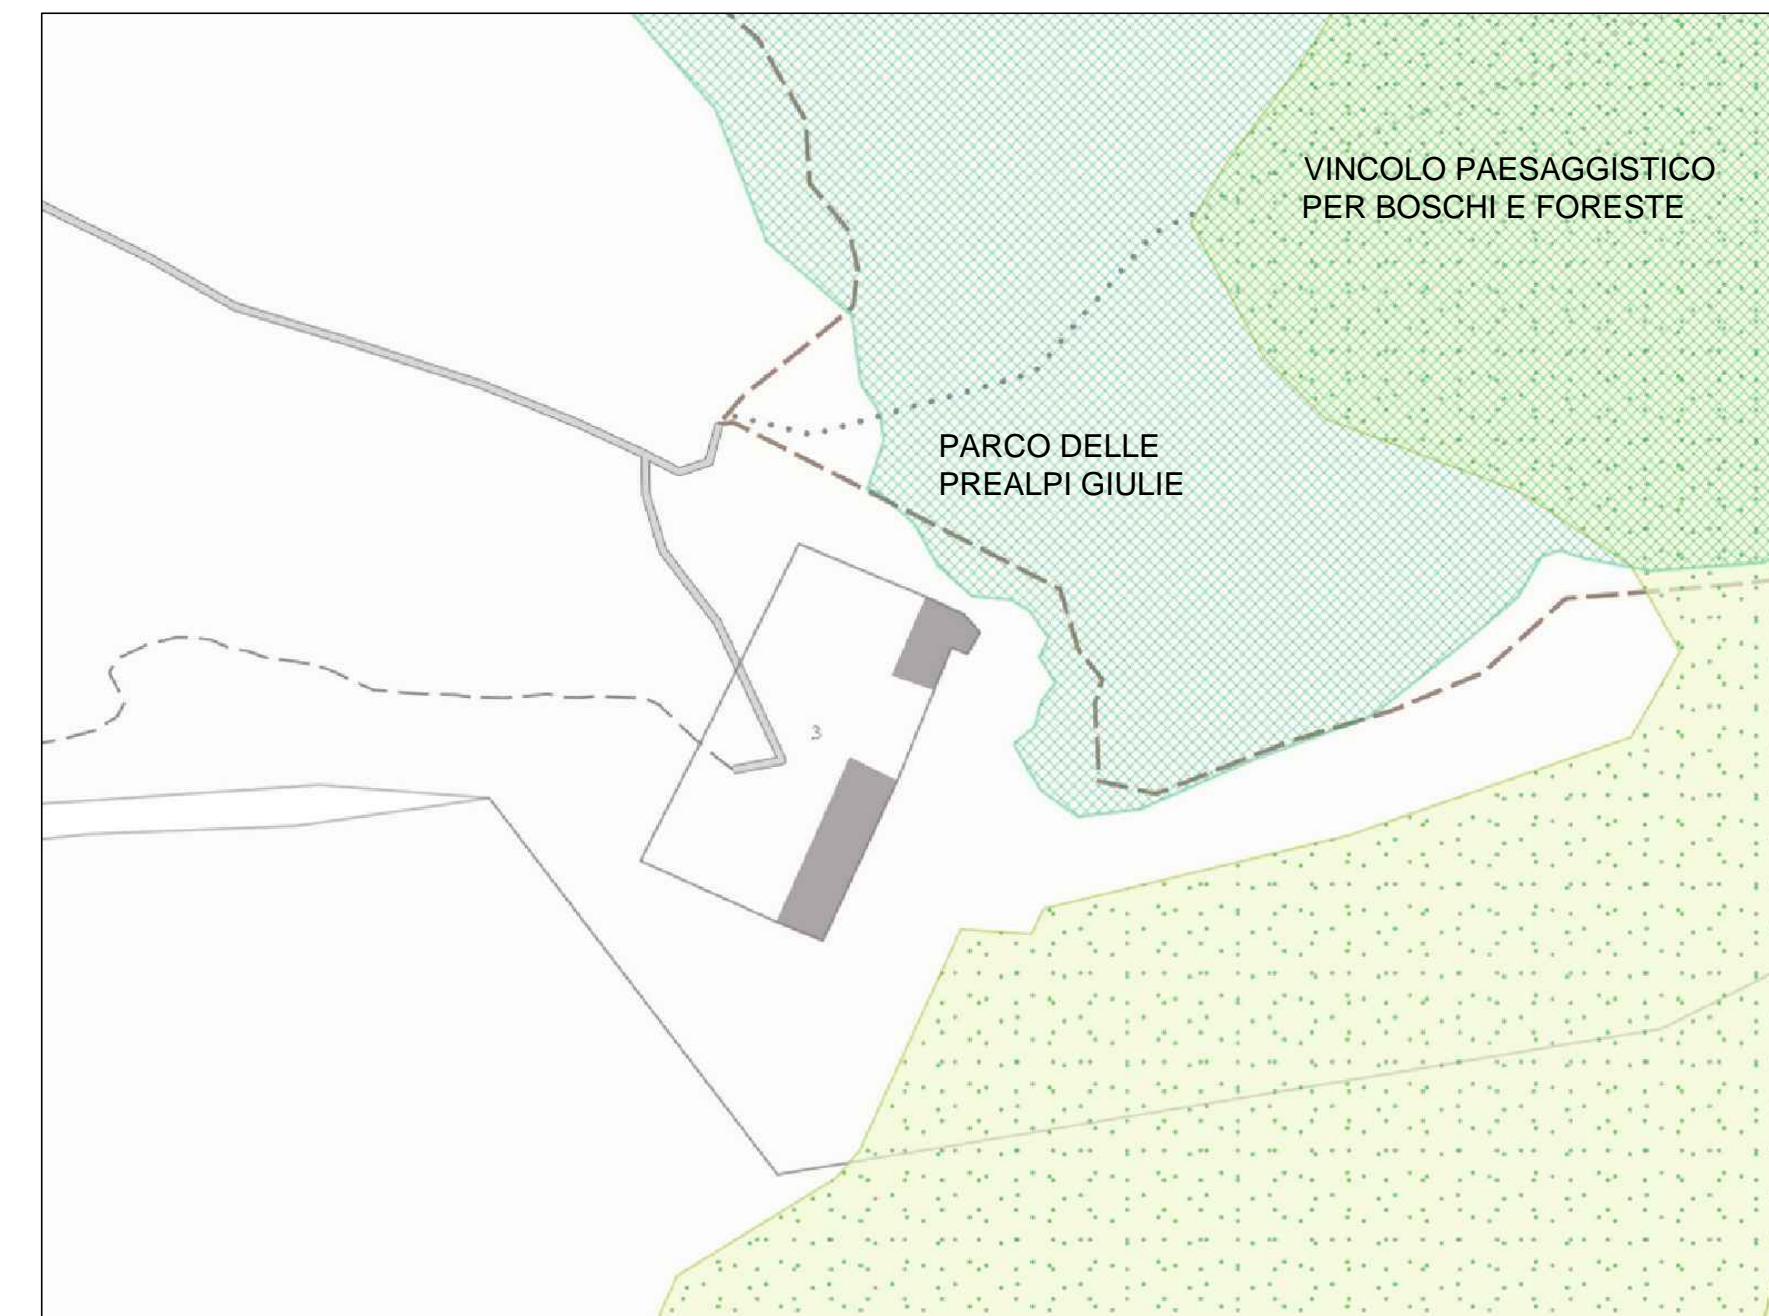 VINCOLO PAESAGGISTICO
PER BOSCHI E FORESTE
PARCO DELLE
PREALPI GIULIE
3